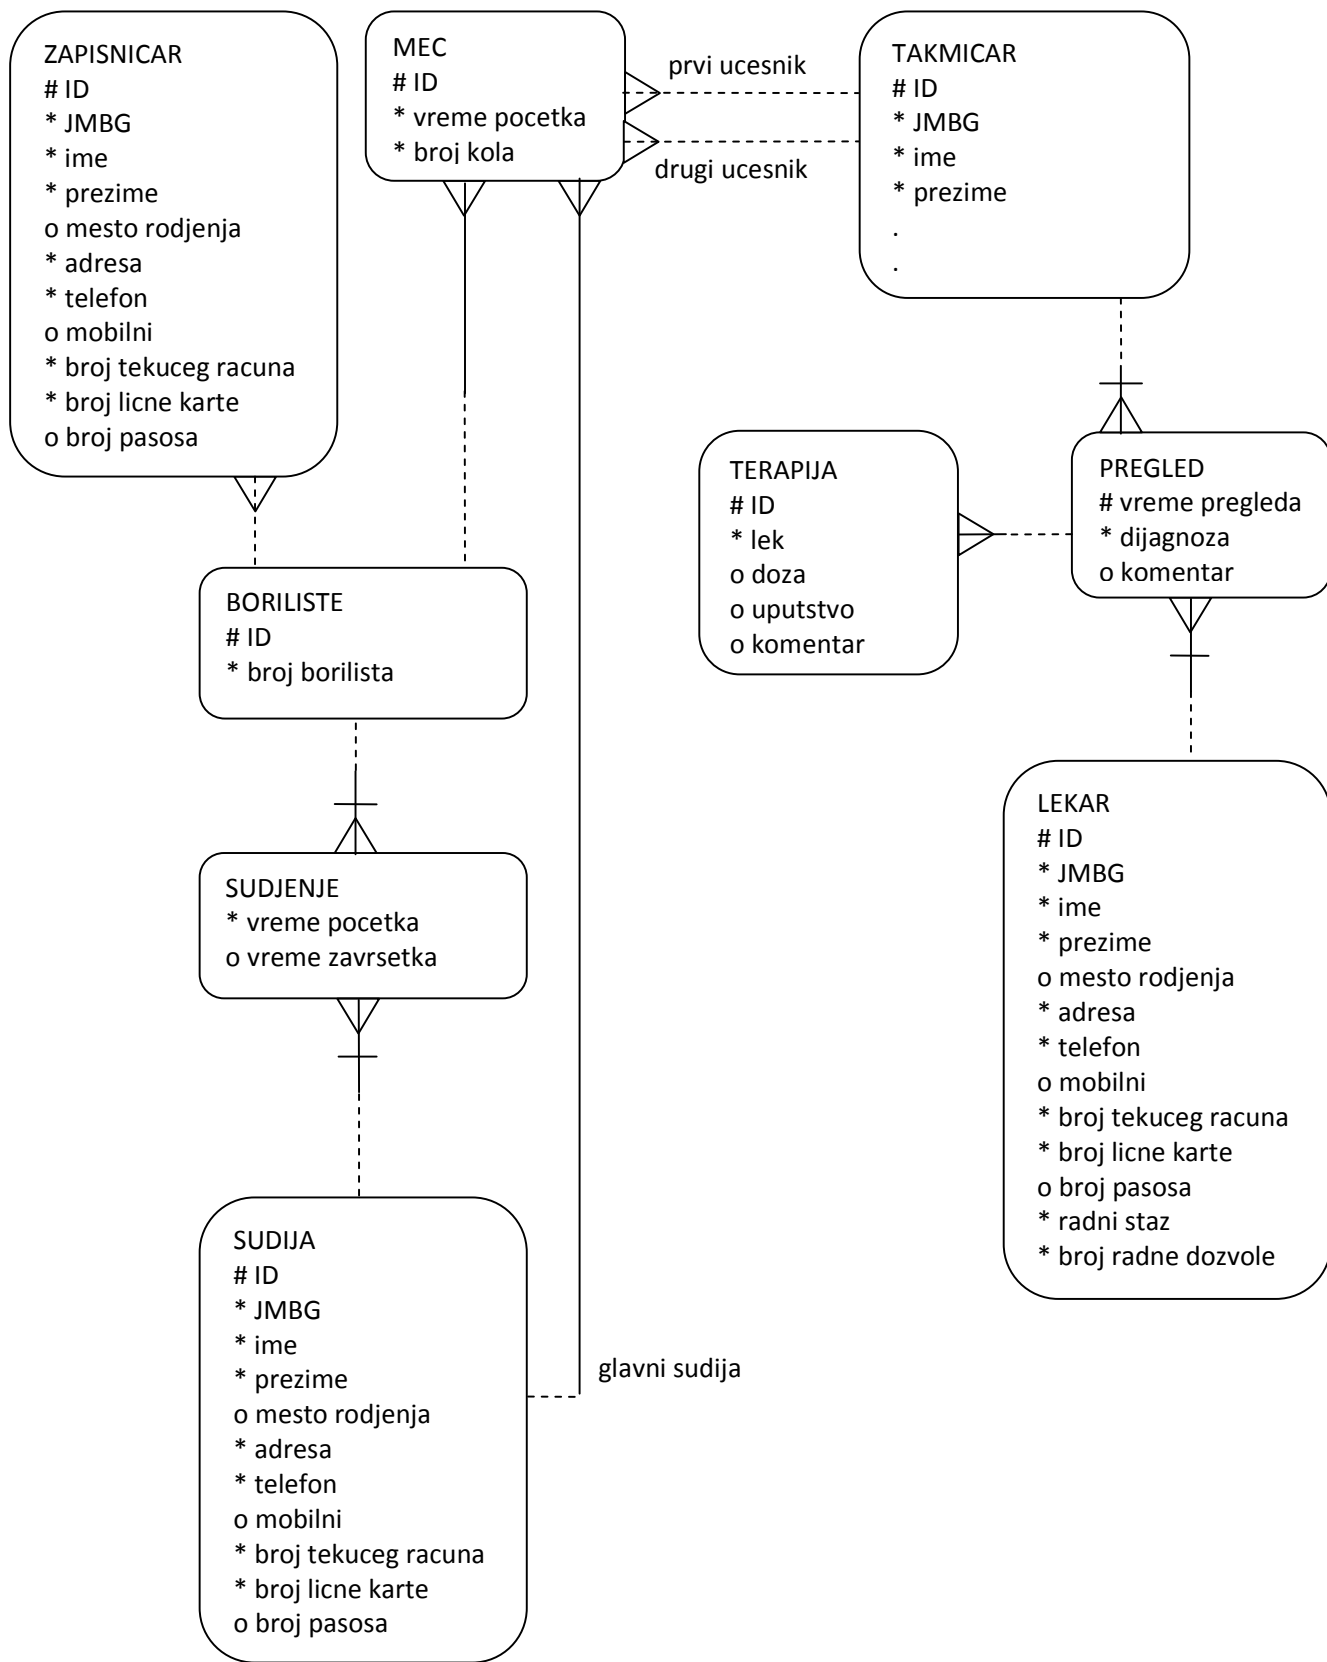 ZAPISNICAR
# ID
* JMBG
* ime
* prezime
o mesto rodjenja
* adresa
* telefon
o mobilni
* broj tekuceg racuna
* broj licne karte
o broj pasosa
MEC
# ID
* vreme pocetka
* broj kola
prvi ucesnik
drugi ucesnik
TAKMICAR
# ID
* JMBG
* ime
* prezime
.
.
TERAPIJA
# ID
* lek
o doza
o uputstvo
o komentar
PREGLED
# vreme pregleda
* dijagnoza
o komentar
BORILISTE
# ID
* broj borilista
SUDJENJE
* vreme pocetka
o vreme zavrsetka
LEKAR
# ID
* JMBG
* ime
* prezime
o mesto rodjenja
* adresa
* telefon
o mobilni
* broj tekuceg racuna
* broj licne karte
o broj pasosa
* radni staz
* broj radne dozvole
SUDIJA
# ID
* JMBG
* ime
* prezime
o mesto rodjenja
* adresa
* telefon
o mobilni
* broj tekuceg racuna
* broj licne karte
o broj pasosa
glavni sudija